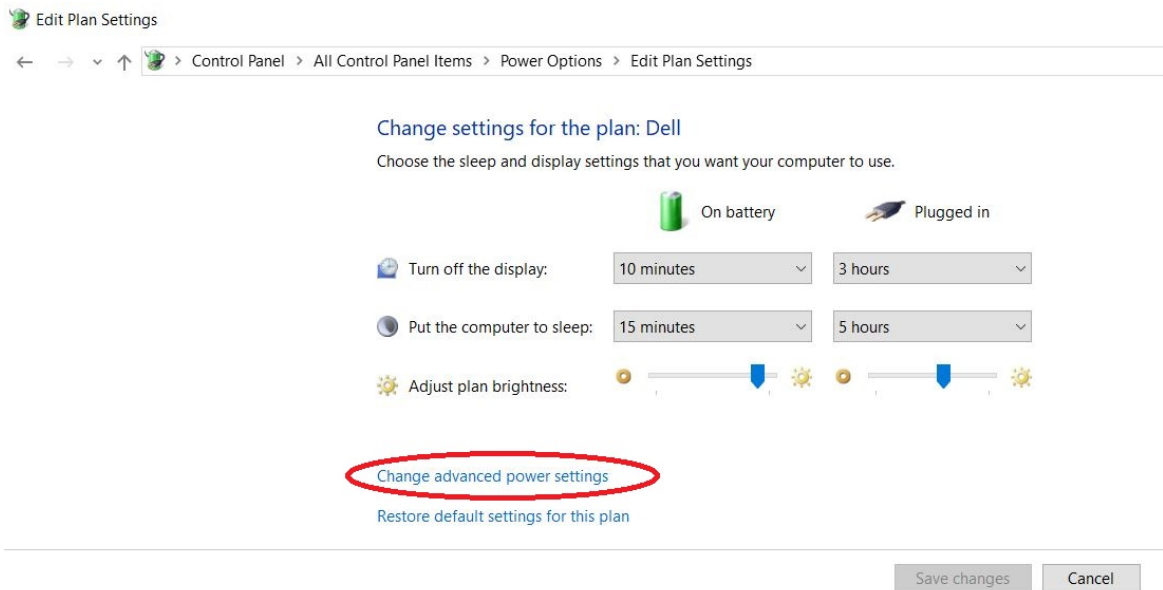 Edit Plan Settings
Control Panel > All Control Panel Items > Power Options > Edit Plan Settings
Change settings for the plan: Dell
Choose the sleep and display settings that you want your computer to use.
On battery Plugged in
Turn off the display: 10 minutes 3 hours
Put the computer to sleep: 15 minutes 5 hours
Adjust plan brightness:
Change advanced power settings
Restore default settings for this plan
Save changes Cancel